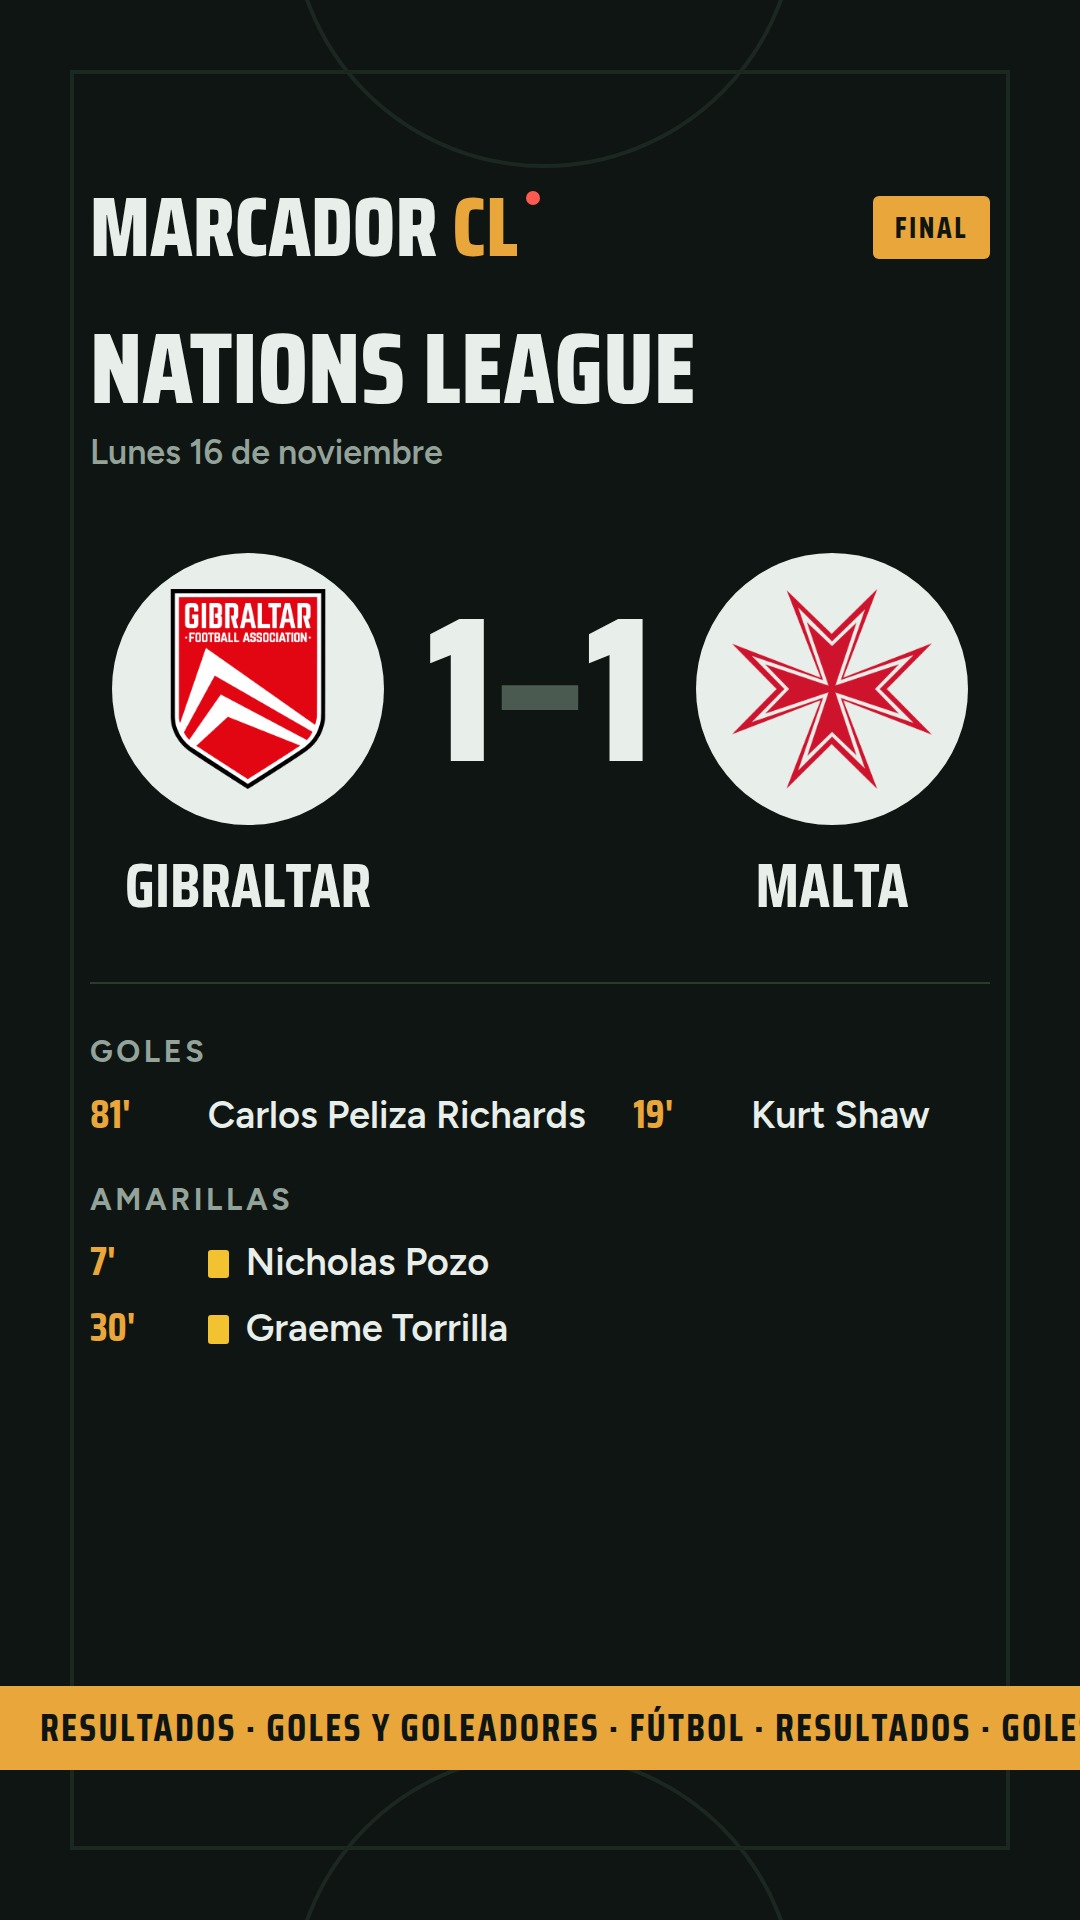 MARCADOR CL
FINAL
NATIONS LEAGUE
Lunes 16 de noviembre
GIBRALTAR
·FOOTBALL ASSOCIATION·
1–1
GIBRALTAR
MALTA
GOLES
81' Carlos Peliza Richards
19' Kurt Shaw
AMARILLAS
7' Nicholas Pozo
30' Graeme Torrilla
RESULTADOS · GOLES Y GOLEADORES · FÚTBOL · RESULTADOS · GOLES